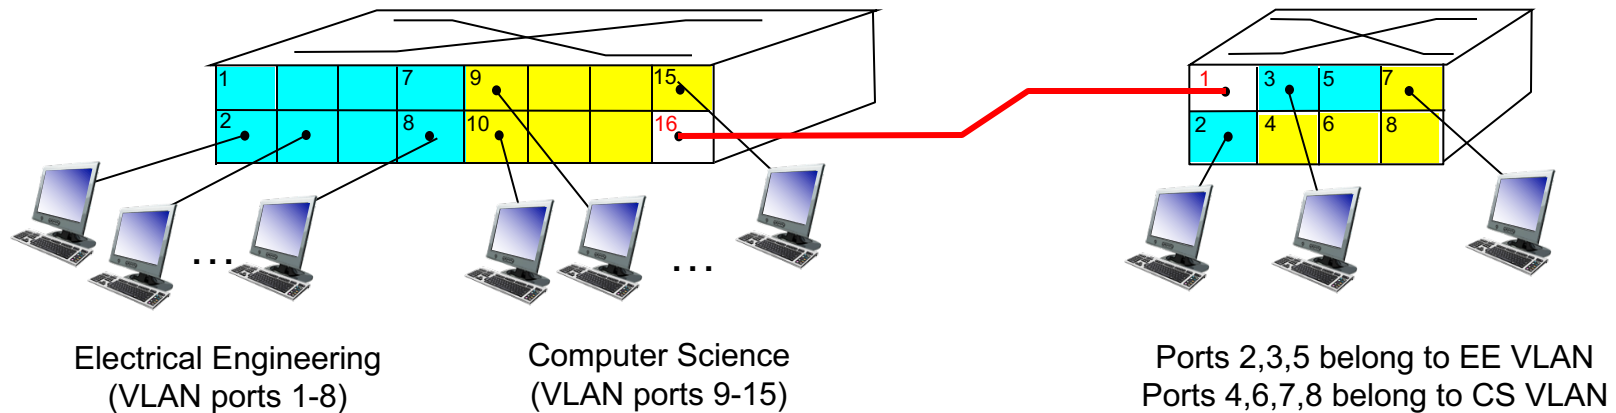 1 7 9 15
2 8 10 16
1 3 5 7
2 4 6 8
... ...
Electrical Engineering
(VLAN ports 1-8)
Computer Science
(VLAN ports 9-15)
Ports 2,3,5 belong to EE VLAN
Ports 4,6,7,8 belong to CS VLAN